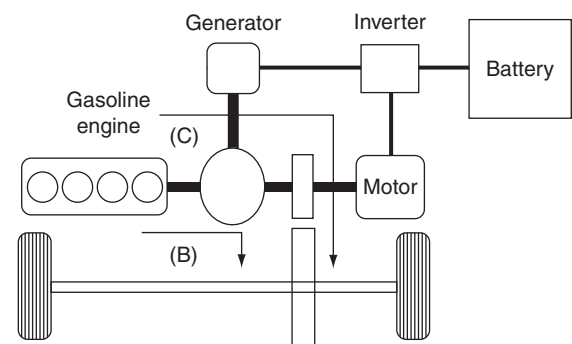 Generator
Inverter
Battery
Gasoline
engine
(C)
Motor
(B)